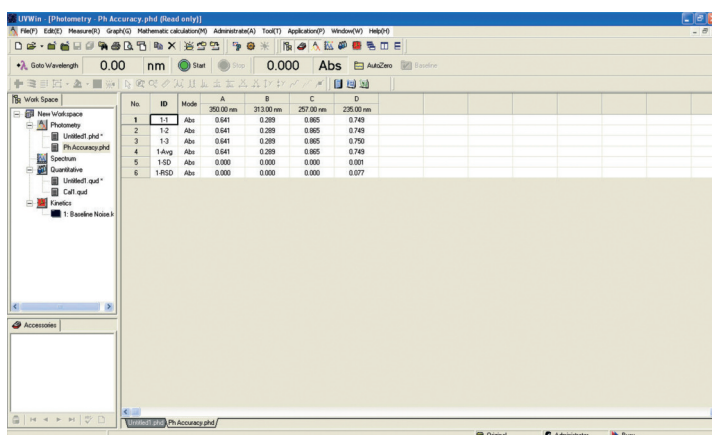 UVWin - [Photometry - Ph Accuracy.phd (Read only)]
File(F) Edit(E) Measure(R) Graph(G) Mathematic calculation(M) Administrate(A) Tool(T) Application(P) Window(W) Help(H)
Goto Wavelength 0.00 nm Start Stop 0.000 Abs AutoZero Baseline
Work Space
New Workspace
Photometry
Untitled1.phd *
Ph Accuracy.phd
Spectrum
Quantitative
Untitled1.qud *
Cal1.qud
Kinetics
1: Baseline Noise.k
No. ID Mode A B C D
350.00 nm 313.00 nm 257.00 nm 235.00 nm
1 1-1 Abs 0.641 0.289 0.865 0.749
2 1-2 Abs 0.641 0.289 0.865 0.749
3 1-3 Abs 0.641 0.289 0.865 0.750
4 1-Avg Abs 0.641 0.289 0.865 0.749
5 1-SD Abs 0.000 0.000 0.000 0.001
6 1-RSD Abs 0.000 0.000 0.000 0.077
Accessories
Untitled1.phd Ph Accuracy.phd
Original Administrator Busy